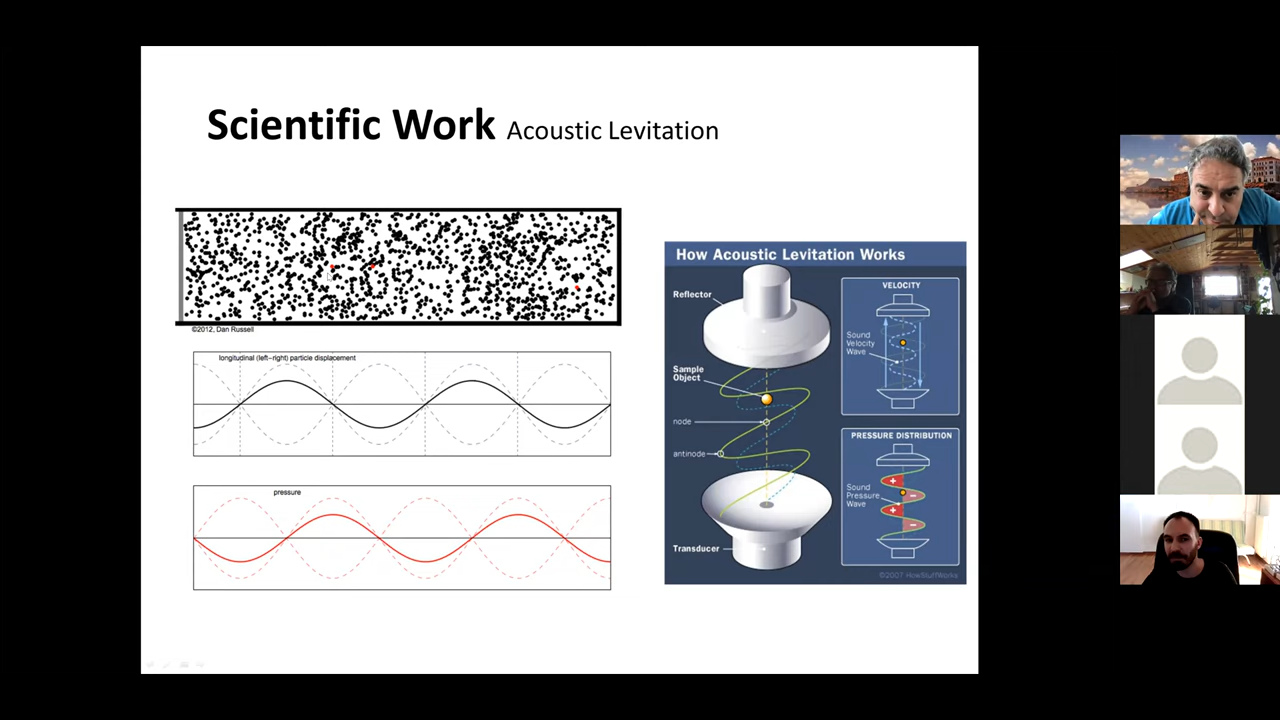 Scientific Work Acoustic Levitation
©2012, Dan Russell
longitudinal (left-right) particle displacement
pressure
How Acoustic Levitation Works
Reflector
Sample
Object
node
antinode
Transducer
VELOCITY
Sound
Velocity
Wave
PRESSURE DISTRIBUTION
Sound
Pressure
Wave
+
-
+
-
©2007 HowStuffWorks